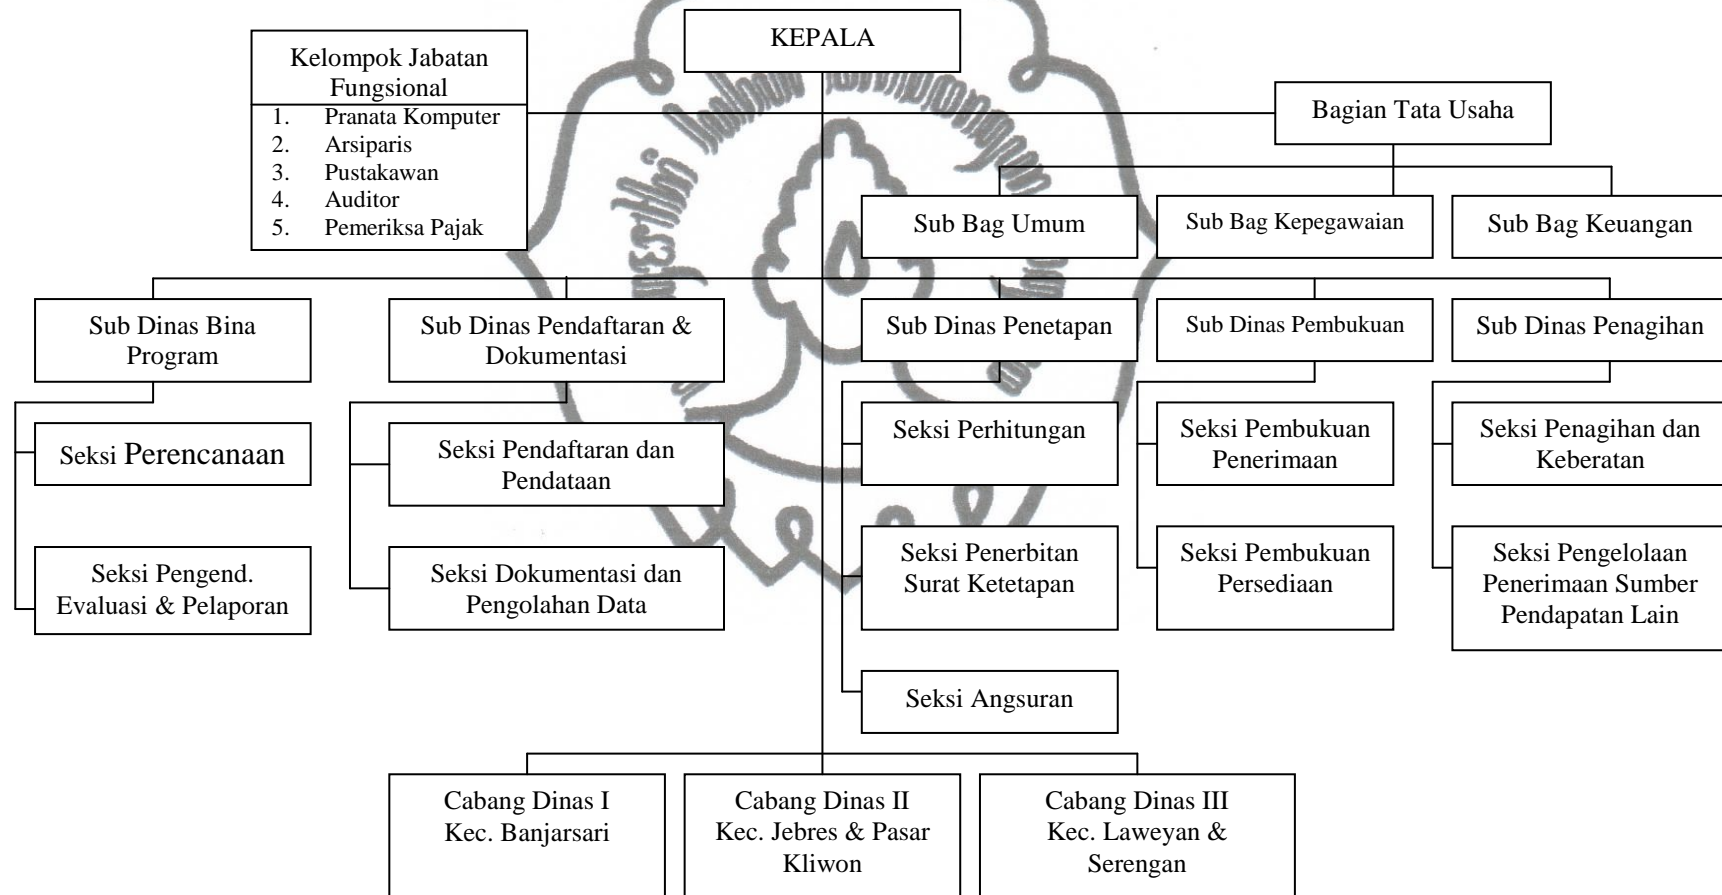 KEPALA
Kelompok Jabatan
Fungsional
1. Pranata Komputer
2. Arsiparis
3. Pustakawan
4. Auditor
5. Pemeriksa Pajak
Bagian Tata Usaha
Sub Bag Umum
Sub Bag Kepegawaian
Sub Bag Keuangan
Sub Dinas Bina
Program
Sub Dinas Pendaftaran &
Dokumentasi
Sub Dinas Penetapan
Sub Dinas Pembukuan
Sub Dinas Penagihan
Seksi Perencanaan
Seksi Pendaftaran dan
Pendataan
Seksi Perhitungan
Seksi Pembukuan
Penerimaan
Seksi Penagihan dan
Keberatan
Seksi Pengend.
Evaluasi & Pelaporan
Seksi Dokumentasi dan
Pengolahan Data
Seksi Penerbitan
Surat Ketetapan
Seksi Pembukuan
Persediaan
Seksi Pengelolaan
Penerimaan Sumber
Pendapatan Lain
Seksi Angsuran
Cabang Dinas I
Kec. Banjarsari
Cabang Dinas II
Kec. Jebres & Pasar
Kliwon
Cabang Dinas III
Kec. Laweyan &
Serengan